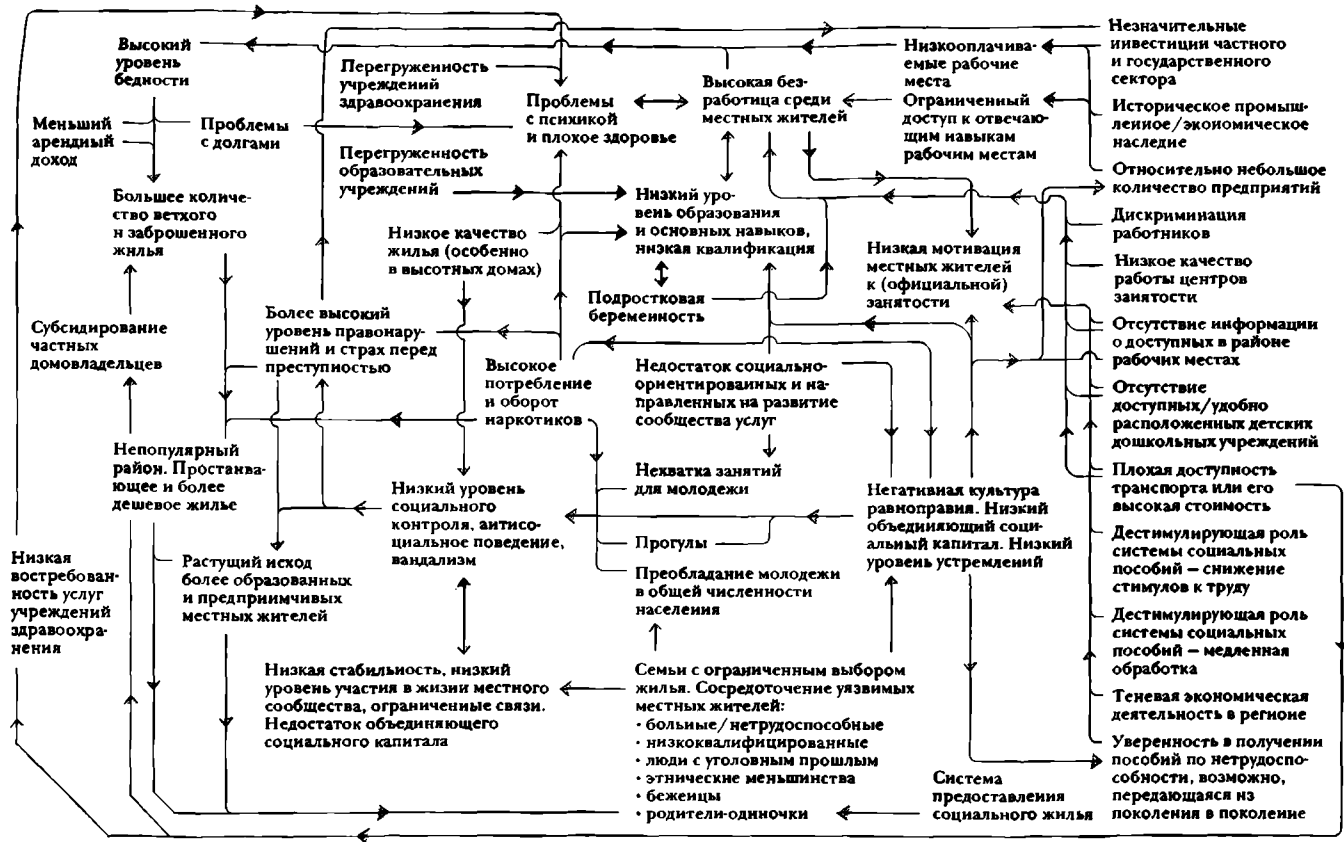 Высокий
уровень
бедности
Меньший
арендный
доход
Проблемы
с долгами
Большее количе-
ство ветхого
н заброшенного
жнлья
Субсидирование
частных
домовладельцев
Непопулярный
район. Простаива-
ющее и более
дешевое жилье
Низкая
востребован-
ность услуг
учреждений
здравоохра-
нения
Растущий исход
более образованных
и предприимчивых
местных жителей
Перегруженность
учреждений
здравоохранения
Перегруженность
образовательных
учреждений
Низкое качество
жилья (особенно
в высотных домах)
Более высокий
уровень правонару-
шений и страх перед
преступностью
Низкий уровень
социального
контроля, антисо-
циальное поведение,
вандализм
Низкая стабильность, низкий
уровень участия в жизни местного
сообщества, ограниченные связи.
Недостаток объединяющего
социального капитала
Проблемы
с психикой
и плохое здоровье
Высокое
потребление
и оборот
наркотиков
Высокая без-
работица среди
местных жителей
Низкий уро-
вень образования
и основных навыков,
низкая квалификация
Подростковая
беременность
Недостаток социально-
ориентированных и на-
правленных на развитие
сообщества услуг
Нехватка занятий
для молодежи
Прогулы
Преобладание молодежи
в общей численности
населения
Семьи с ограниченным выбором
жилья. Сосредоточение уязвимых
местных жителей:
• больные/нетрудоспособные
• низкоквалифицированные
• люди с уголовным прошлым
• этнические меньшинства
• беженцы
• родители-одиночки
Низкооплачива-
емые рабочие
места
Ограниченный
доступ к отвечаю-
щим навыкам
рабочим местам
Низкая мотивация
местных жителей
к (официальной)
занятости
Негативная культура
равноправия. Низкий
объединяющий соци-
альный капитал. Низкий
уровень устремлений
Система
предоставления
социального жилья
Незначительные
инвестиции частного
и государственного
сектора
Историческое промыш-
ленное/экономическое
наследие
Относительно небольшое
количество предприятий
Дискриминация
работников
Низкое качество
работы центров
занятости
Отсутствие информации
о доступных в районе
рабочих местах
Отсутствие
доступных/удобно
расположенных детских
дошкольных учреждений
Плохая доступность
транспорта или его
высокая стоимость
Дестимулирующая роль
системы социальных
пособий — снижение
стимулов к труду
Дестимулирующая роль
системы социальных
пособий — медленная
обработка
Теневая экономическая
деятельность в регионе
Уверенность в получении
пособий по нетрудоспо-
собности, возможно,
передающаяся из
поколения в поколение